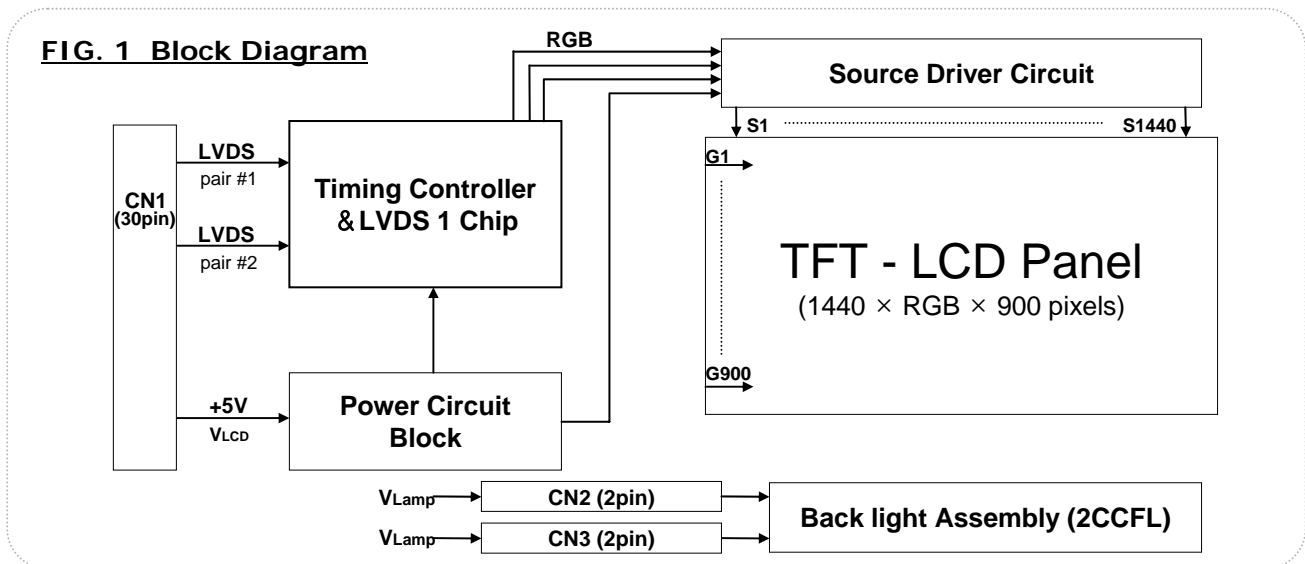 FIG. 1 Block Diagram
RGB
Source Driver Circuit
S1
S1440
CN1
(30pin)
LVDS
pair #1
LVDS
pair #2
Timing Controller
&LVDS 1 Chip
G1
TFT - LCD Panel
(1440 × RGB × 900 pixels)
G900
+5V
VLCD
Power Circuit
Block
VLamp
CN2 (2pin)
VLamp
CN3 (2pin)
Back light Assembly (2CCFL)